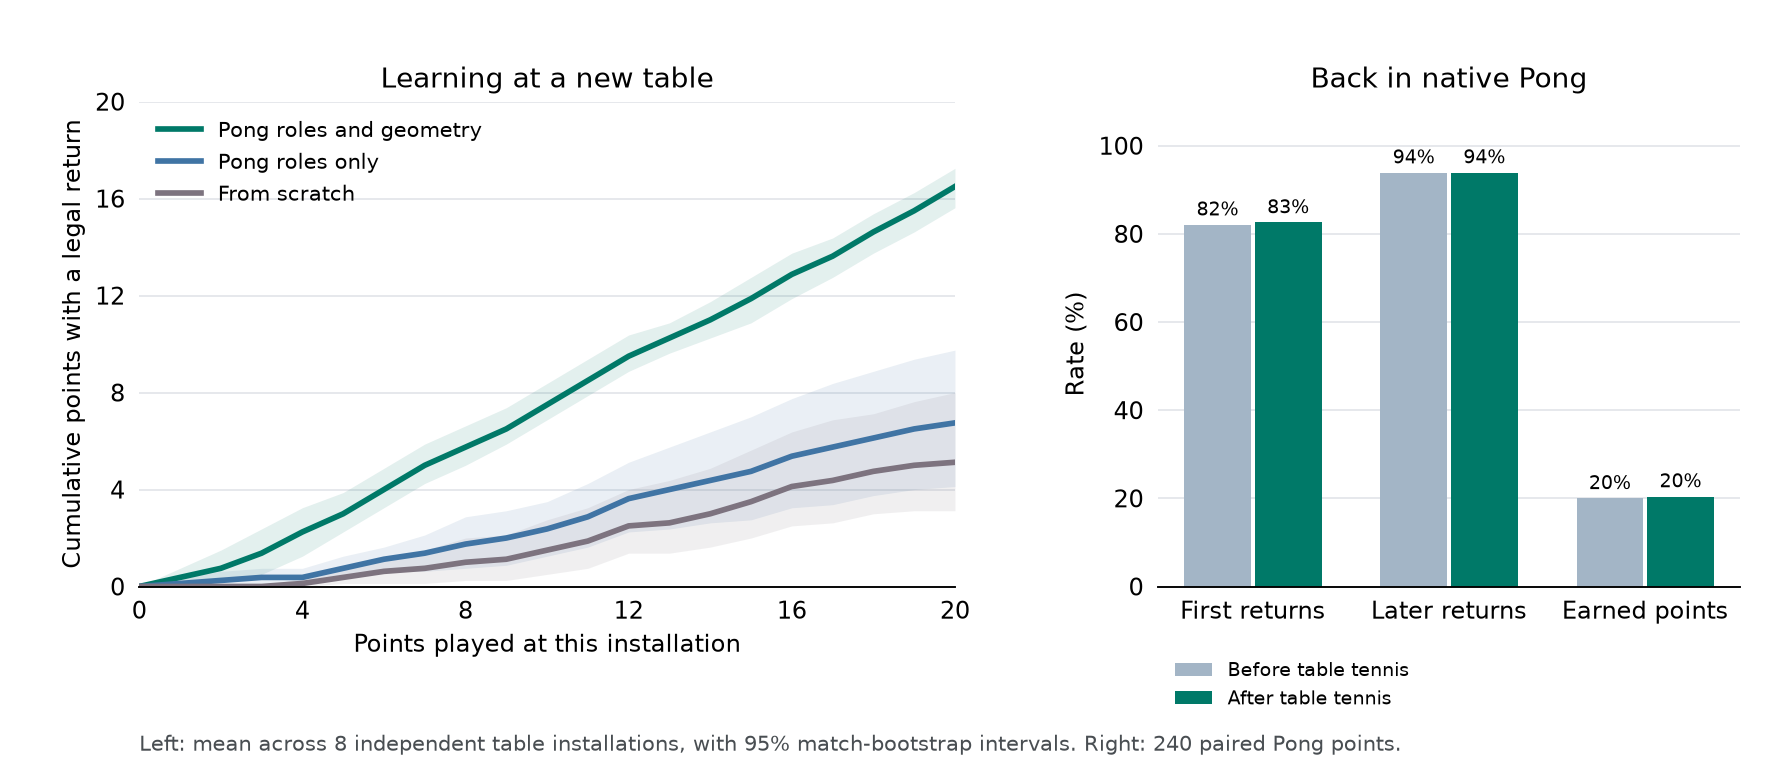 Learning at a new table
Cumulative points with a legal return
20
16
12
8
4
0
Pong roles and geometry
Pong roles only
From scratch
0 4 8 12 16 20
Points played at this installation
Back in native Pong
Rate (%)
100
80
60
40
20
0
82% 83% 94% 94% 20% 20%
First returns Later returns Earned points
Before table tennis
After table tennis
Left: mean across 8 independent table installations, with 95% match-bootstrap intervals. Right: 240 paired Pong points.